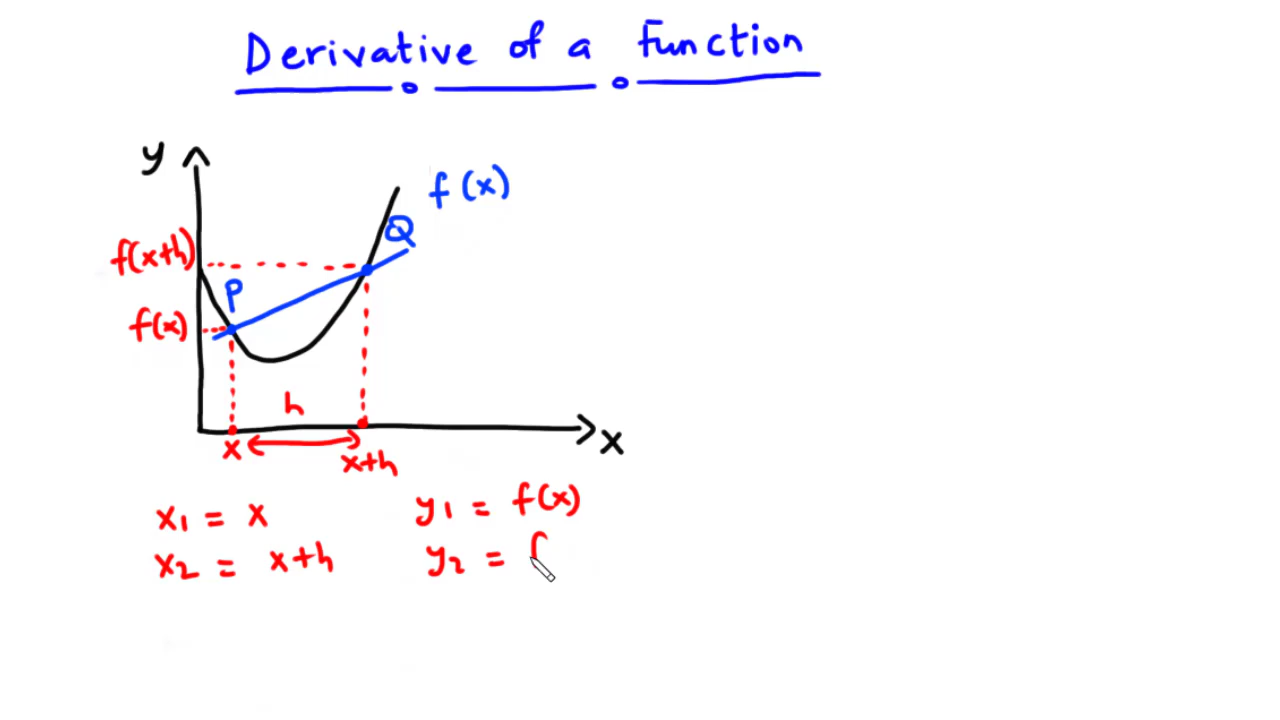 Derivative of a function
y
f(x)
f(x+h)
Q
P
f(x)
h
x
x+h
x
x1 = x
y1 = f(x)
x2 = x+h
y2 = f